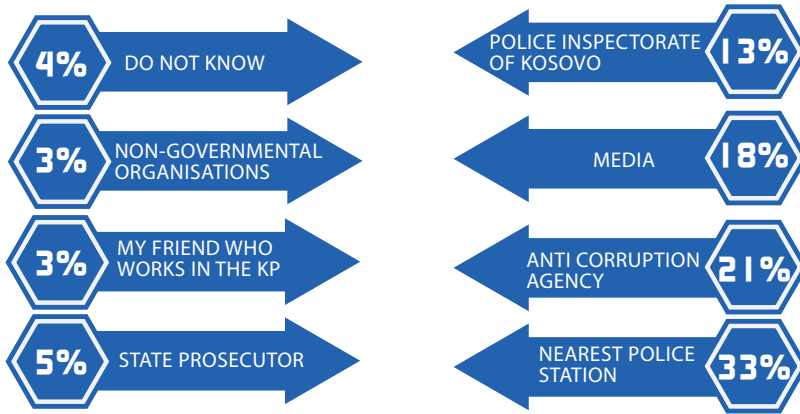 4%
DO NOT KNOW
3%
NON-GOVERNMENTAL
ORGANISATIONS
3%
MY FRIEND WHO
WORKS IN THE KP
5%
STATE PROSECUTOR
POLICE INSPECTORATE
OF KOSOVO
13%
MEDIA
18%
ANTI CORRUPTION
AGENCY
21%
NEAREST POLICE
STATION
33%